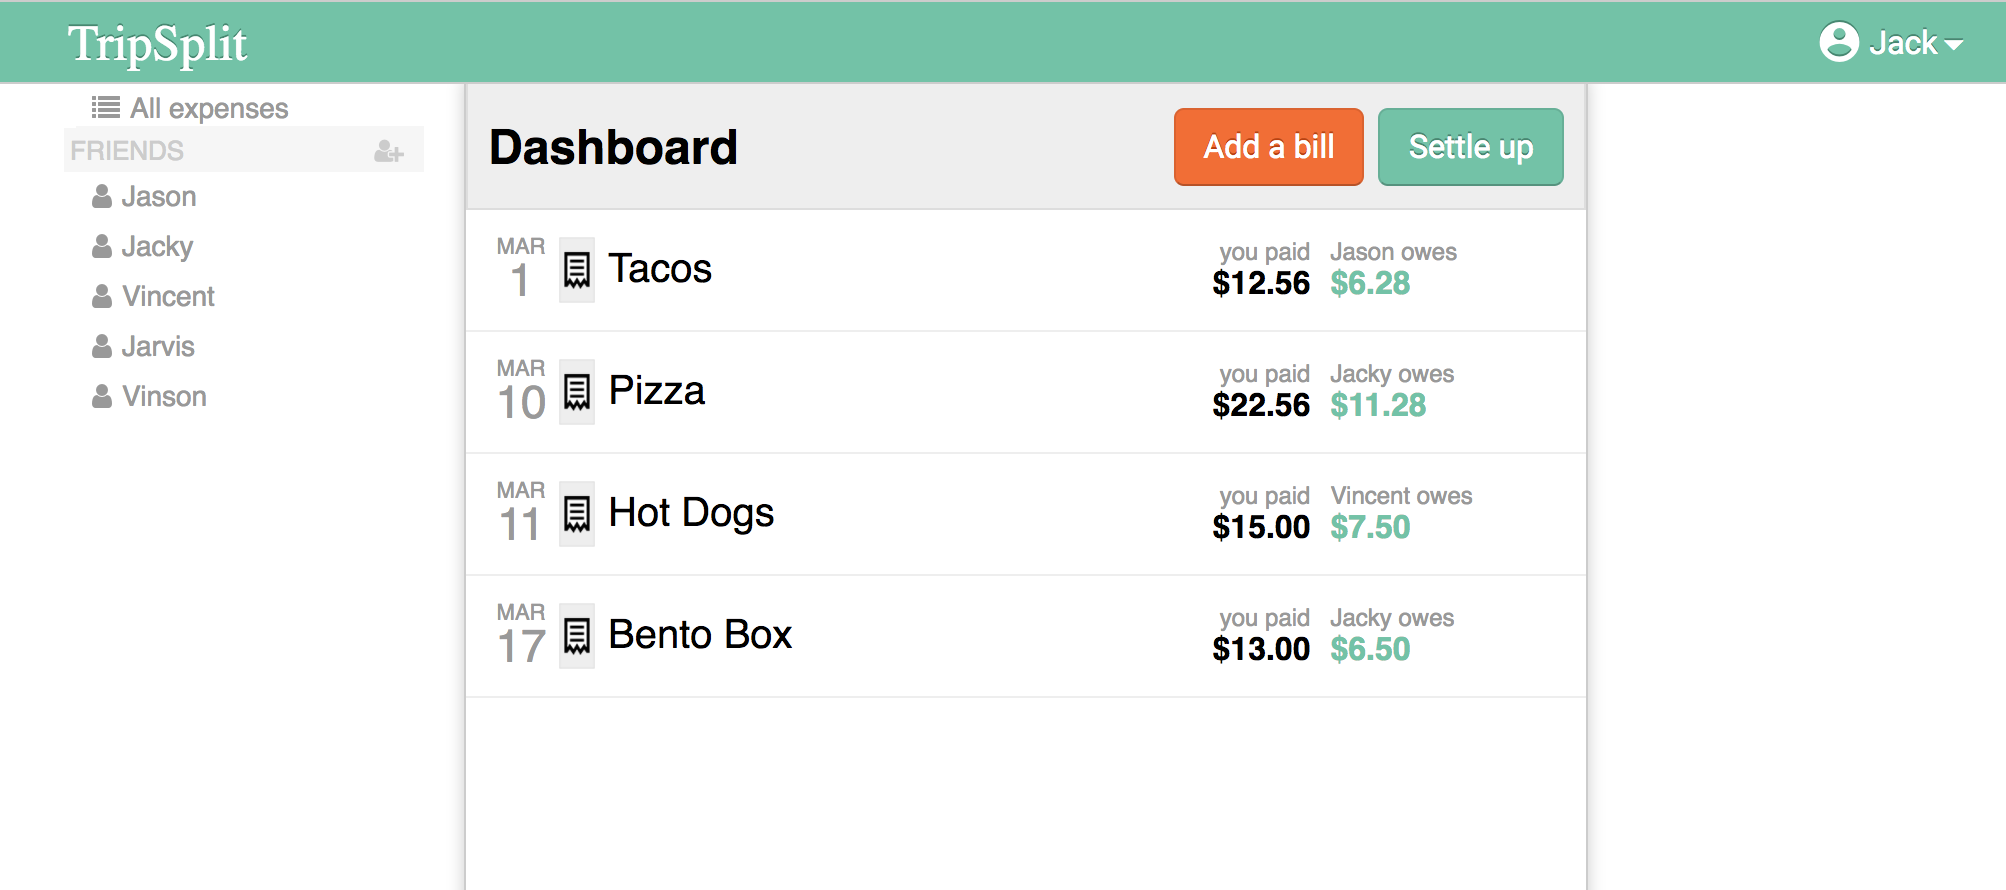 TripSplit
Jack
All expenses
FRIENDS
Jason
Jacky
Vincent
Jarvis
Vinson
Dashboard
Add a bill
Settle up
MAR
1
Tacos
you paid
$12.56
Jason owes
$6.28
MAR
10
Pizza
you paid
$22.56
Jacky owes
$11.28
MAR
11
Hot Dogs
you paid
$15.00
Vincent owes
$7.50
MAR
17
Bento Box
you paid
$13.00
Jacky owes
$6.50